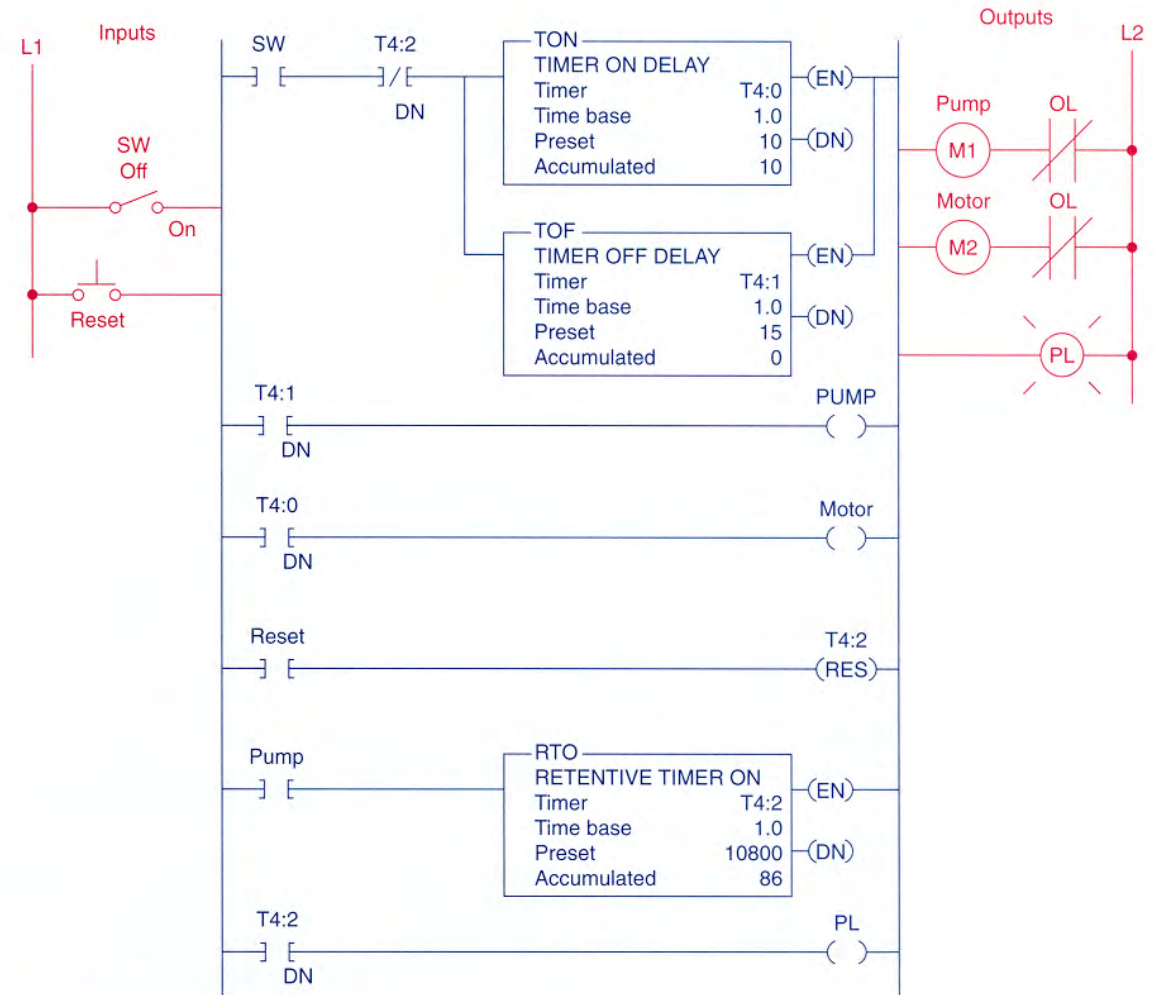 Inputs
L1
SW
Off
On
Reset
SW
T4:2
DN
TON
TIMER ON DELAY
Timer T4:0
Time base 1.0
Preset 10
Accumulated 10
(EN)
(DN)
TOF
TIMER OFF DELAY
Timer T4:1
Time base 1.0
Preset 15
Accumulated 0
(EN)
(DN)
Outputs
L2
Pump
OL
M1
Motor
OL
M2
PL
T4:1
DN
PUMP
T4:0
DN
Motor
Reset
T4:2
(RES)
Pump
RTO
RETENTIVE TIMER ON
Timer T4:2
Time base 1.0
Preset 10800
Accumulated 86
(EN)
(DN)
T4:2
DN
PL